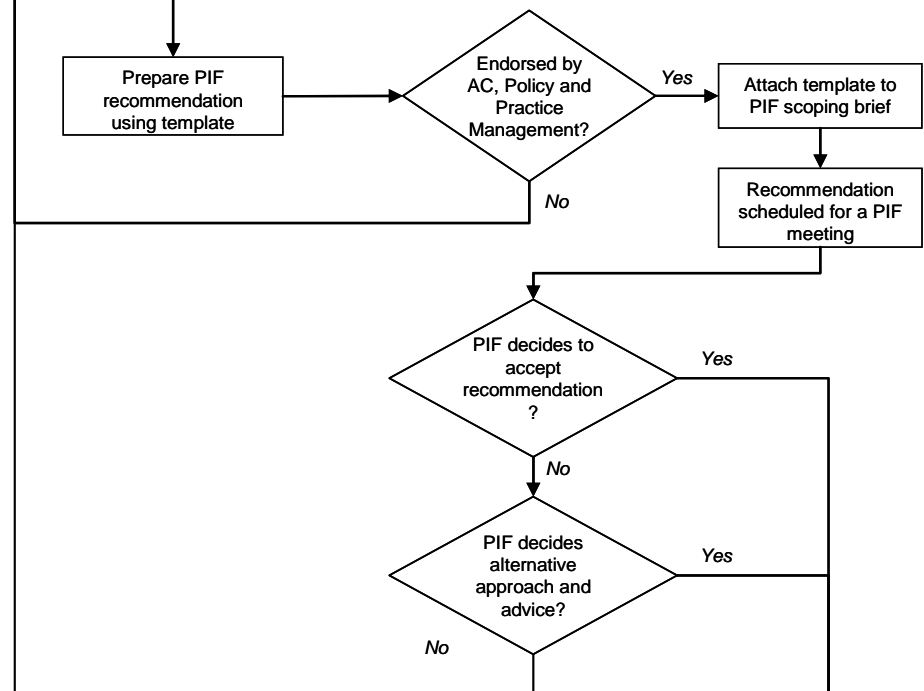 Prepare PIF
recommendation
using template
Endorsed by
AC, Policy and
Practice
Management?
Yes
Attach template to
PIF scoping brief
No
Recommendation
scheduled for a PIF
meeting
PIF decides to
accept
recommendation
?
Yes
No
PIF decides
alternative
approach and
advice?
Yes
No